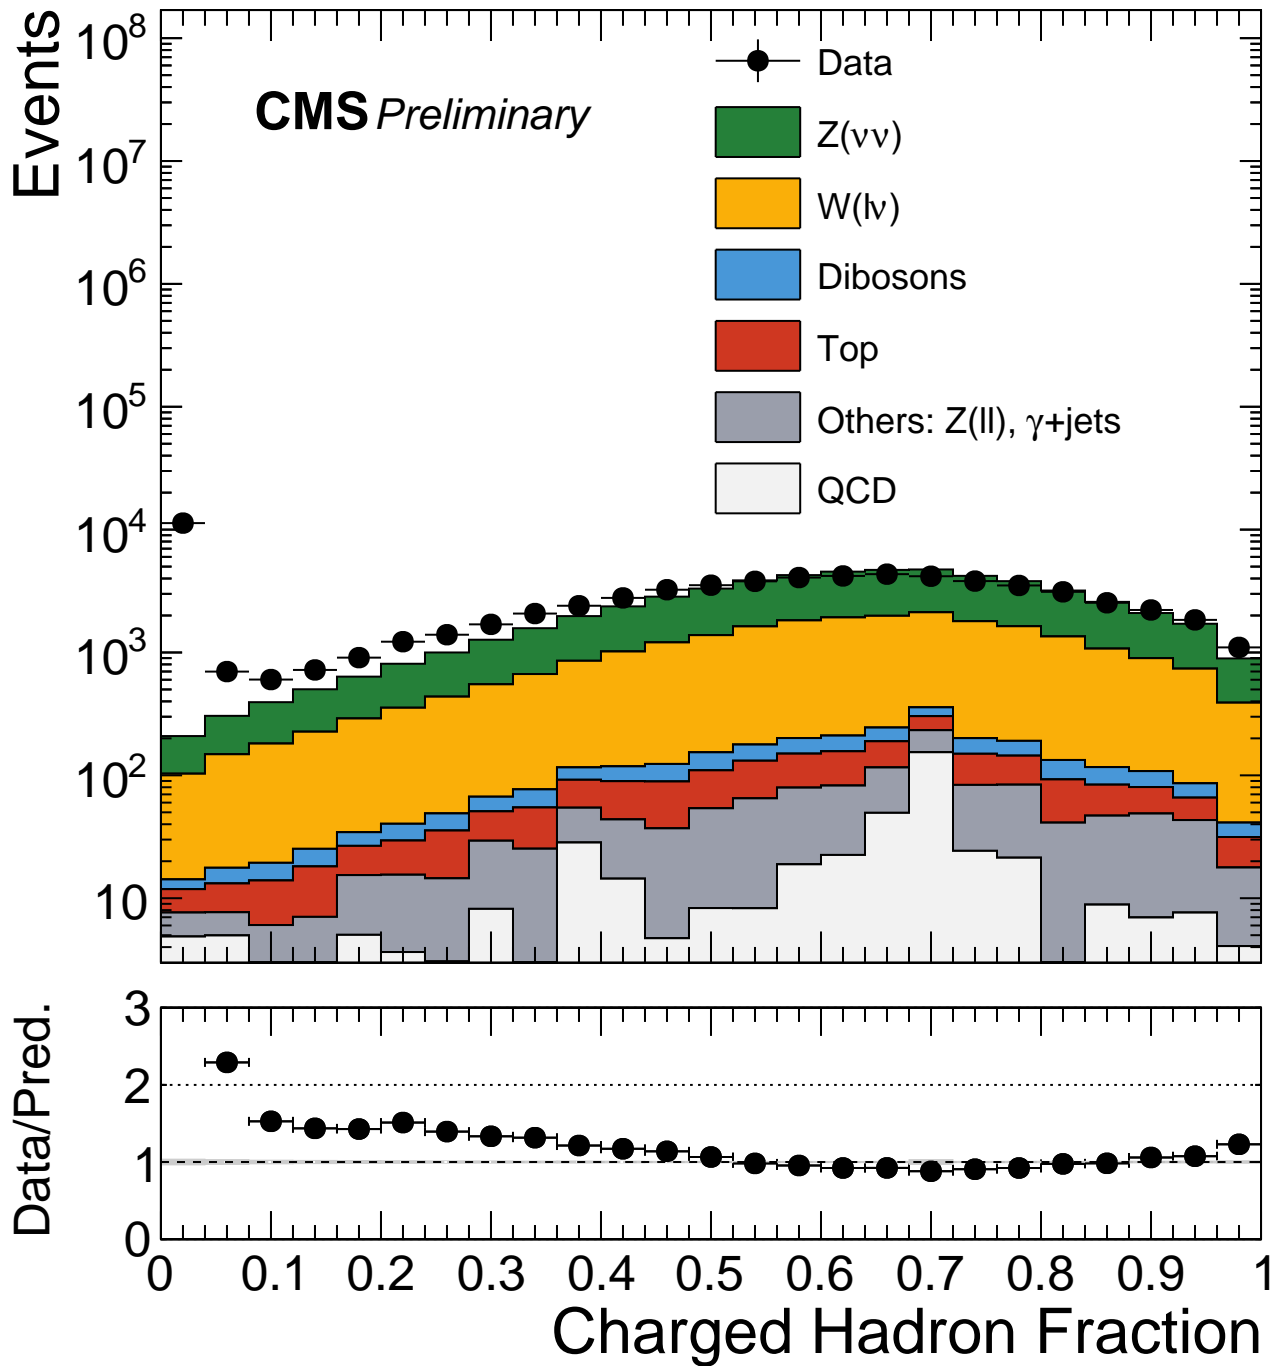 Events
10^8
10^7
10^6
10^5
10^4
10^3
10^2
10
CMS Preliminary
Data
Z(νν)
W(lν)
Dibosons
Top
Others: Z(ll), γ+jets
QCD
Data/Pred.
3
2
1
0
0 0.1 0.2 0.3 0.4 0.5 0.6 0.7 0.8 0.9 1
Charged Hadron Fraction